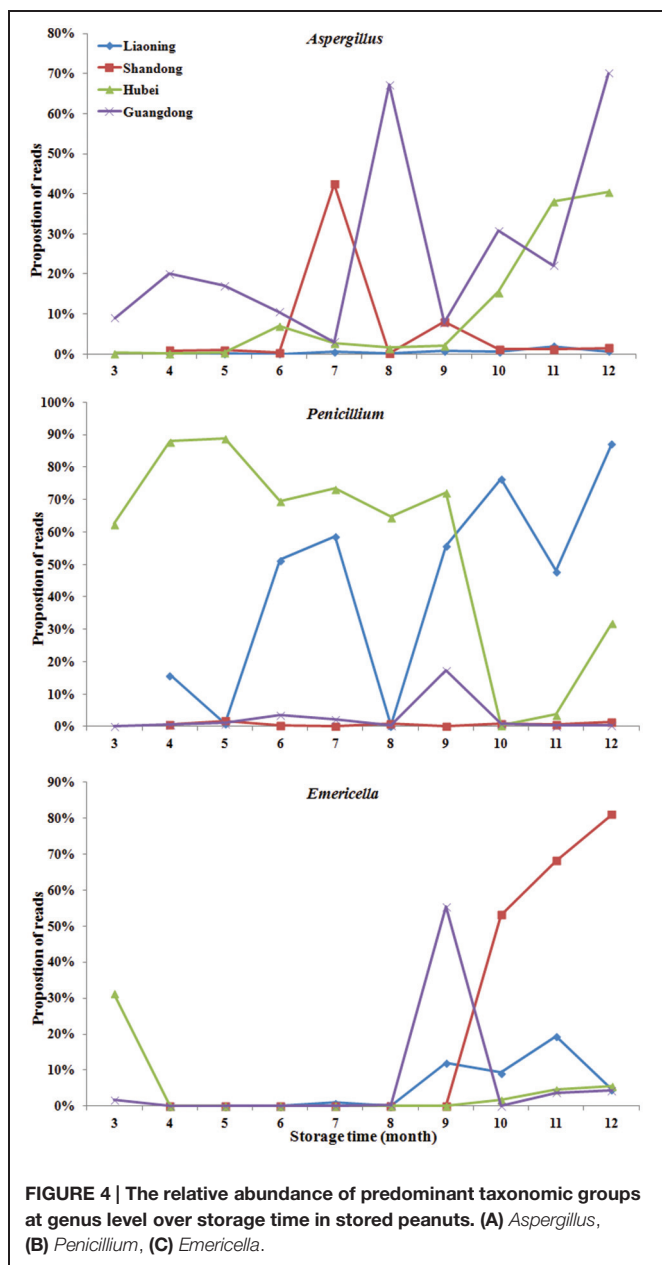 Aspergillus
Liaoning
Shandong
Hubei
Guangdong
Propostion of reads
80%
70%
60%
50%
40%
30%
20%
10%
0%
3 4 5 6 7 8 9 10 11 12
Penicillium
Propostion of reads
100%
90%
80%
70%
60%
50%
40%
30%
20%
10%
0%
3 4 5 6 7 8 9 10 11 12
Emericella
Propostion of reads
90%
80%
70%
60%
50%
40%
30%
20%
10%
0%
3 4 5 6 7 8 9 10 11 12
Storage time (month)
FIGURE 4 | The relative abundance of predominant taxonomic groups
at genus level over storage time in stored peanuts. (A) Aspergillus,
(B) Penicillium, (C) Emericella.